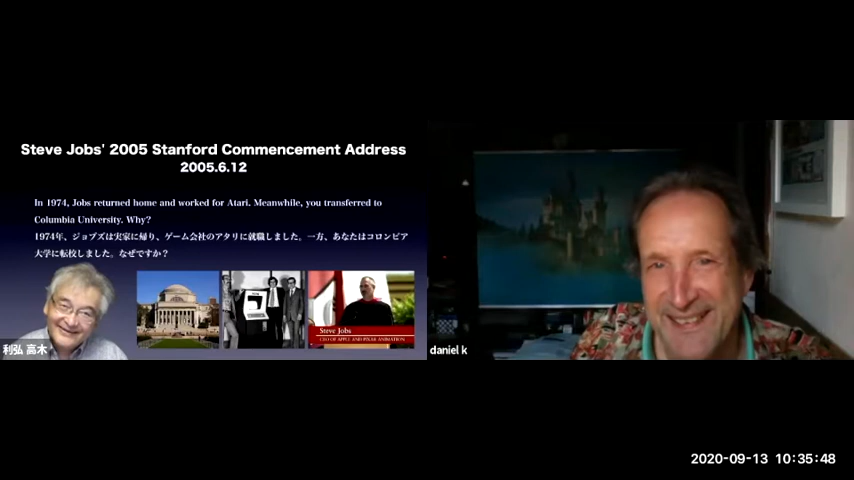 Steve Jobs' 2005 Stanford Commencement Address
2005.6.12
In 1974, Jobs returned home and worked for Atari. Meanwhile, you transferred to
Columbia University. Why?
1974年、ジョブズは実家に帰り、ゲーム会社のアタリに就職しました。一方、あなたはコロンビア
大学に転校しました。なぜですか？
Steve Jobs
CEO OF APPLE AND PIXAR ANIMATION
利弘 高木
daniel k
2020-09-13 10:35:48